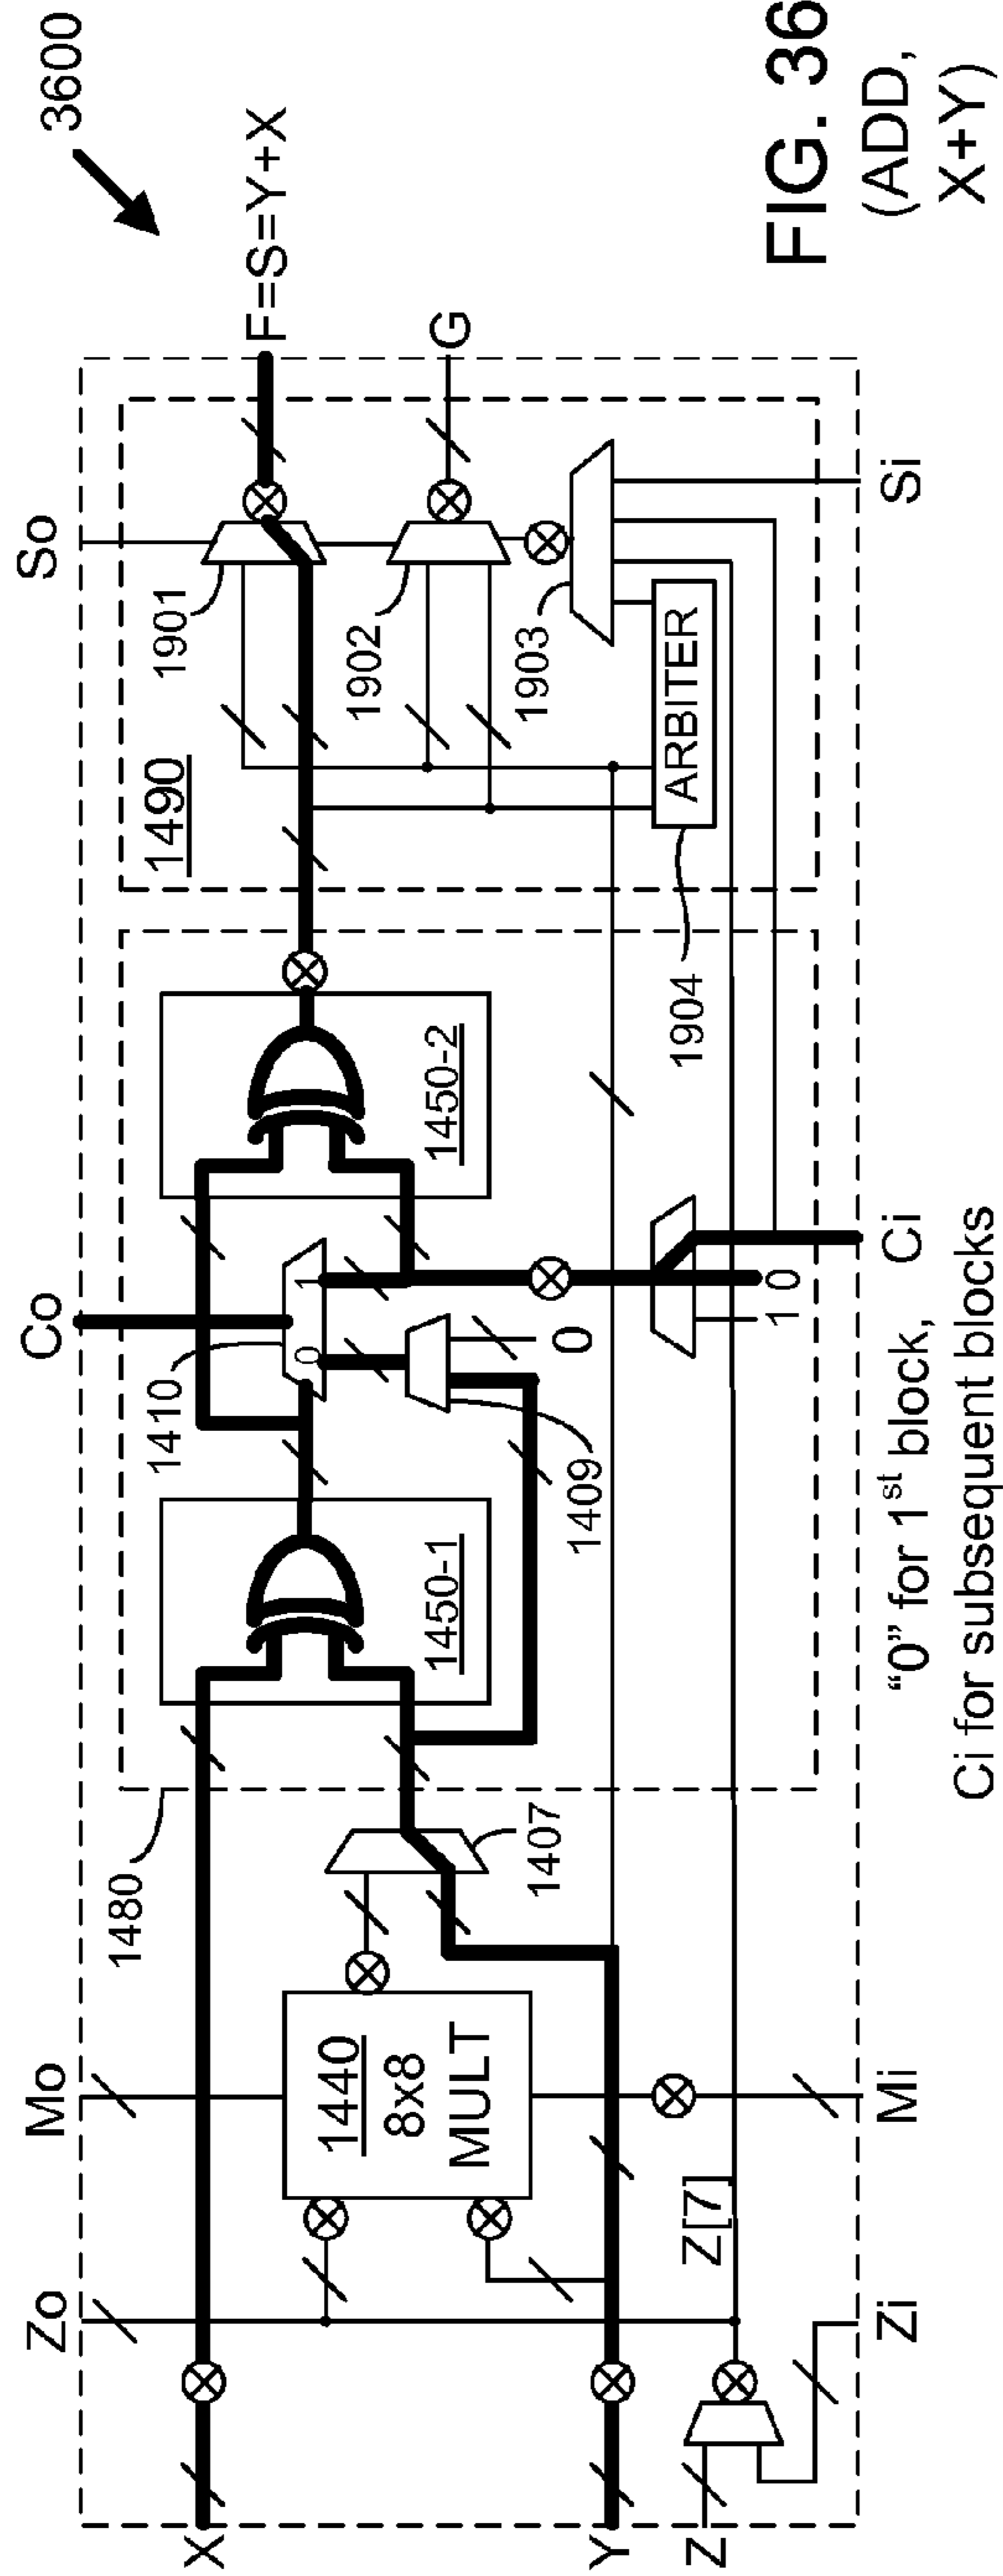 3600
So
Co
Mo
Zo
F=S=Y+X
G
1901
1902
1903
1490
ARBITER
1904
1450-2
1410
0
1
1409
0
1450-1
1480
1407
1440
8x8
MULT
X
Y
Z
Z[7]
1 0
Si
Ci
Mi
Zi
“0” for 1st block,
Ci for subsequent blocks
FIG. 36
(ADD,
X+Y)